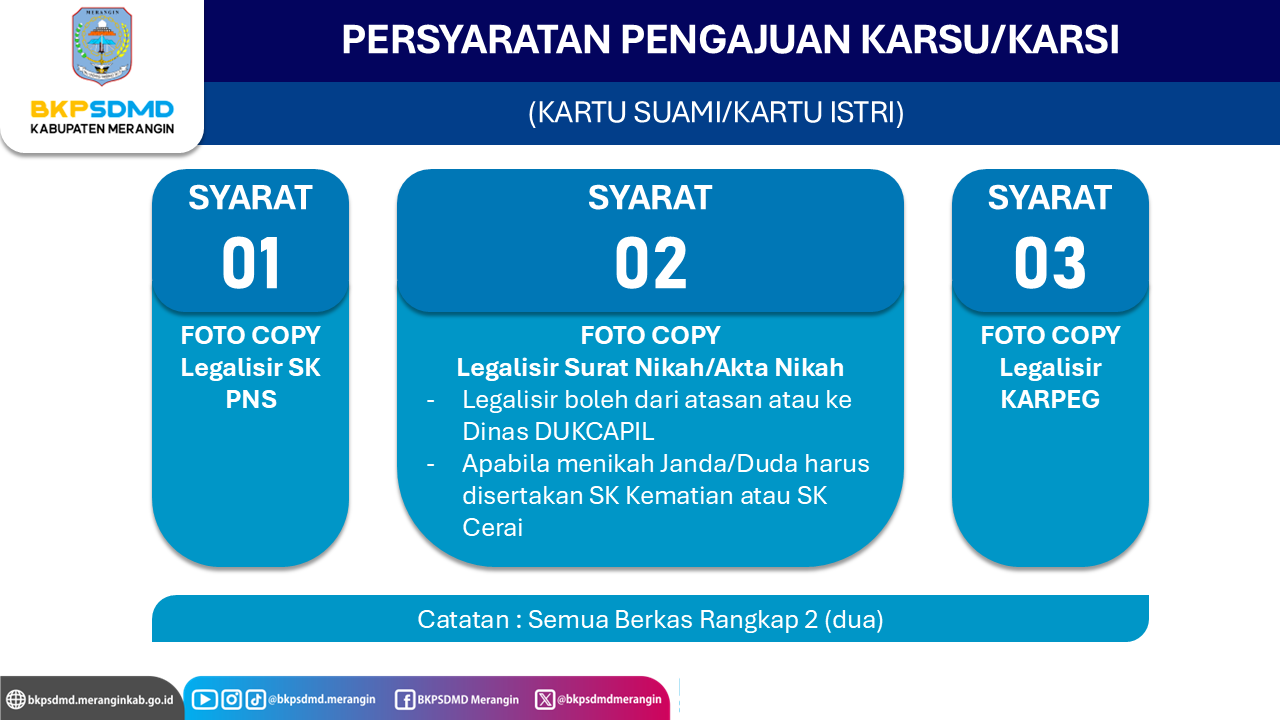 MERANGIN
BKPSDMD
KABUPATEN MERANGIN
PERSYARATAN PENGAJUAN KARSU/KARSI
(KARTU SUAMI/KARTU ISTRI)
SYARAT
01
FOTO COPY
Legalisir SK
PNS
SYARAT
02
FOTO COPY
Legalisir Surat Nikah/Akta Nikah
- Legalisir boleh dari atasan atau ke
Dinas DUKCAPIL
- Apabila menikah Janda/Duda harus
disertakan SK Kematian atau SK
Cerai
SYARAT
03
FOTO COPY
Legalisir
KARPEG
Catatan : Semua Berkas Rangkap 2 (dua)
bkpsdmd.meranginkab.go.id
@bkpsdmd.merangin
BKPSDMD Merangin
@bkpsdmdmerangin